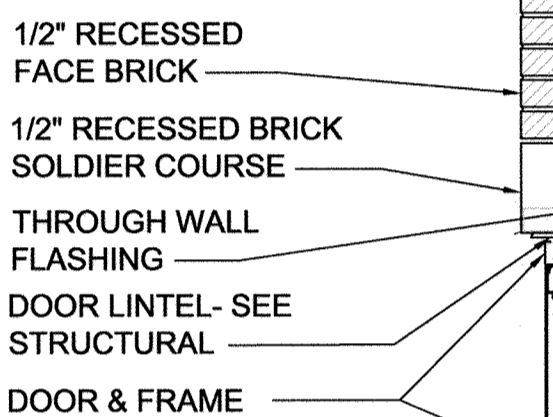 1/2" RECESSED
FACE BRICK
1/2" RECESSED BRICK
SOLDIER COURSE
THROUGH WALL
FLASHING
DOOR LINTEL- SEE
STRUCTURAL
DOOR & FRAME